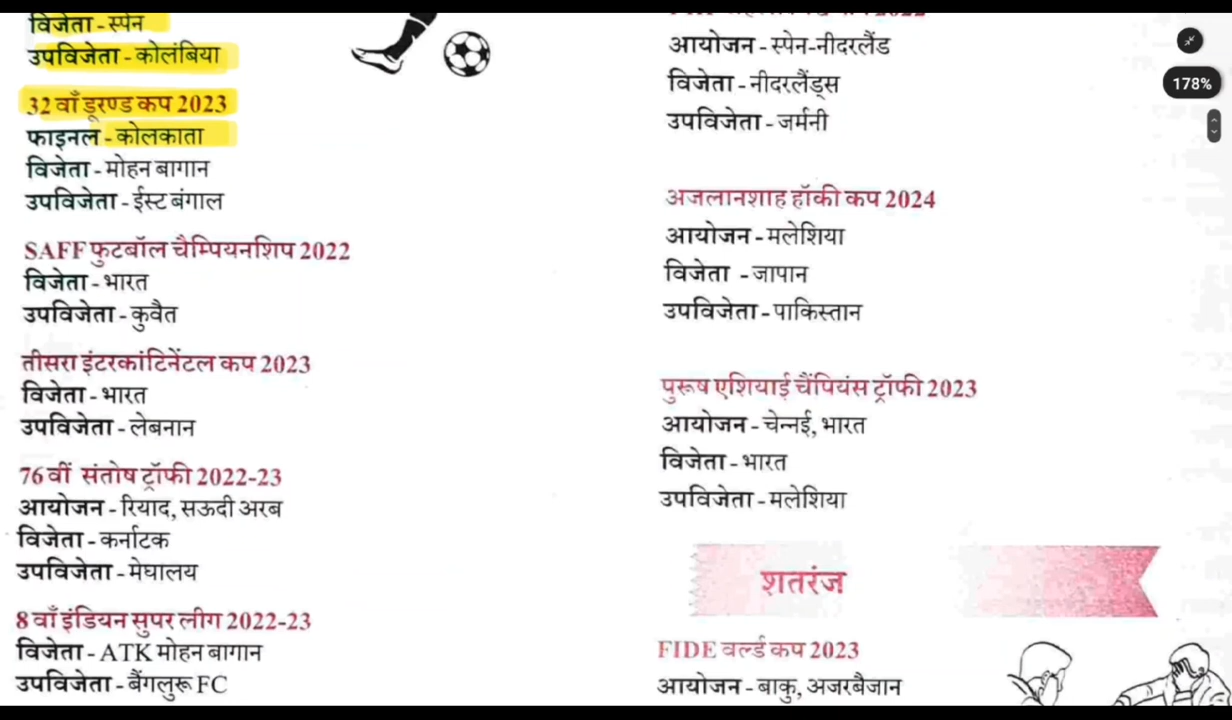 विजेता - स्पेन
उपविजेता - कोलंबिया
32 वाँ डूरण्ड कप 2023
फाइनल - कोलकाता
विजेता - मोहन बागान
उपविजेता - ईस्ट बंगाल
SAFF फुटबॉल चैम्पियनशिप 2022
विजेता - भारत
उपविजेता - कुवैत
तीसरा इंटरकांटिनेंटल कप 2023
विजेता - भारत
उपविजेता - लेबनान
76 वीं संतोष ट्रॉफी 2022-23
आयोजन - रियाद, सऊदी अरब
विजेता - कर्नाटक
उपविजेता - मेघालय
8 वाँ इंडियन सुपर लीग 2022-23
विजेता - ATK मोहन बागान
उपविजेता - बैंगलुरू FC
आयोजन - स्पेन-नीदरलैंड
विजेता - नीदरलैंड्स
उपविजेता - जर्मनी
अजलानशाह हॉकी कप 2024
आयोजन - मलेशिया
विजेता - जापान
उपविजेता - पाकिस्तान
पुरूष एशियाई चैंपियंस ट्रॉफी 2023
आयोजन - चेन्नई, भारत
विजेता - भारत
उपविजेता - मलेशिया
शतरंज
FIDE वर्ल्ड कप 2023
आयोजन - बाकु, अजरबैजान
178%